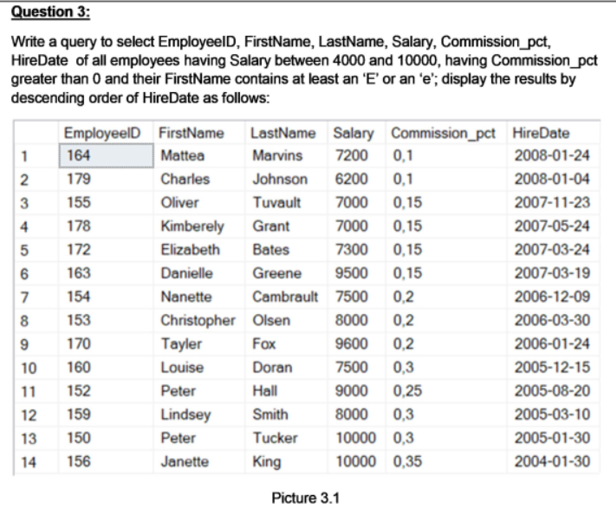 Question 3:
Write a query to select EmployeeID, FirstName, LastName, Salary, Commission_pct,
HireDate of all employees having Salary between 4000 and 10000, having Commission_pct
greater than 0 and their FirstName contains at least an 'E' or an 'e'; display the results by
descending order of HireDate as follows:
EmployeeID FirstName LastName Salary Commission_pct HireDate
1 164 Mattea Marvins 7200 0,1 2008-01-24
2 179 Charles Johnson 6200 0,1 2008-01-04
3 155 Oliver Tuvault 7000 0,15 2007-11-23
4 178 Kimberely Grant 7000 0,15 2007-05-24
5 172 Elizabeth Bates 7300 0,15 2007-03-24
6 163 Danielle Greene 9500 0,15 2007-03-19
7 154 Nanette Cambrault 7500 0,2 2006-12-09
8 153 Christopher Olsen 8000 0,2 2006-03-30
9 170 Tayler Fox 9600 0,2 2006-01-24
10 160 Louise Doran 7500 0,3 2005-12-15
11 152 Peter Hall 9000 0,25 2005-08-20
12 159 Lindsey Smith 8000 0,3 2005-03-10
13 150 Peter Tucker 10000 0,3 2005-01-30
14 156 Janette King 10000 0,35 2004-01-30
Picture 3.1